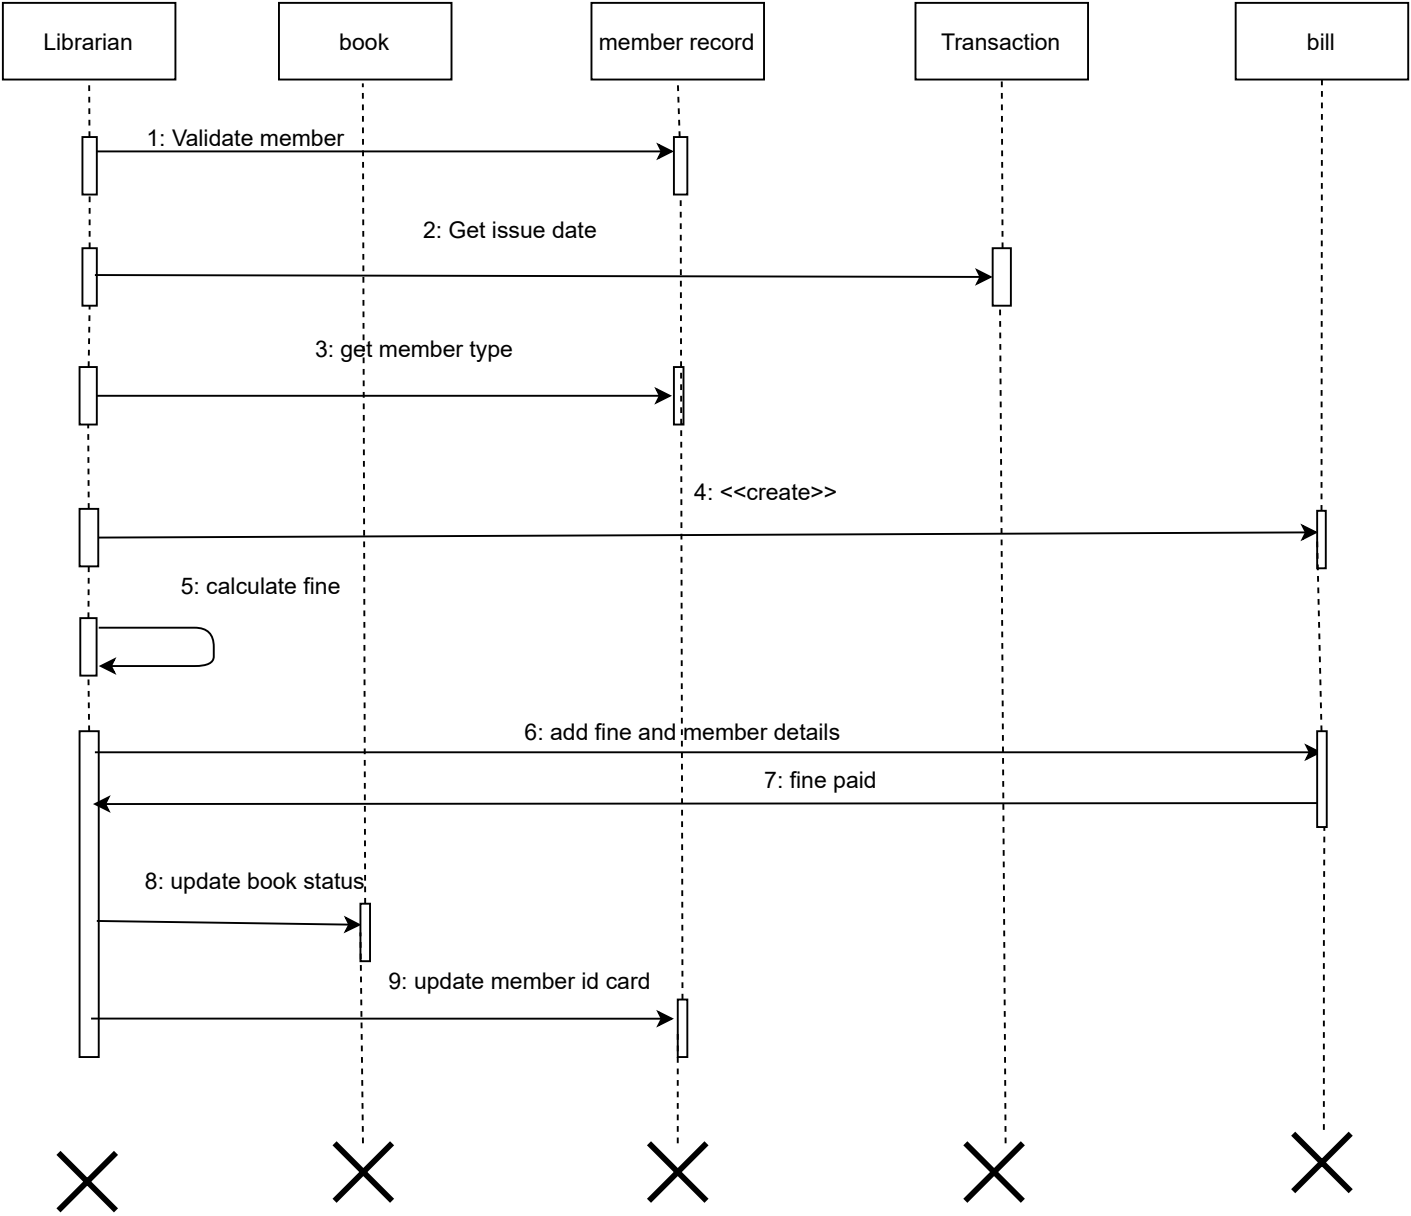 Librarian
book
member record
Transaction
bill
1: Validate member
2: Get issue date
3: get member type
4: <<create>>
5: calculate fine
6: add fine and member details
7: fine paid
8: update book status
9: update member id card